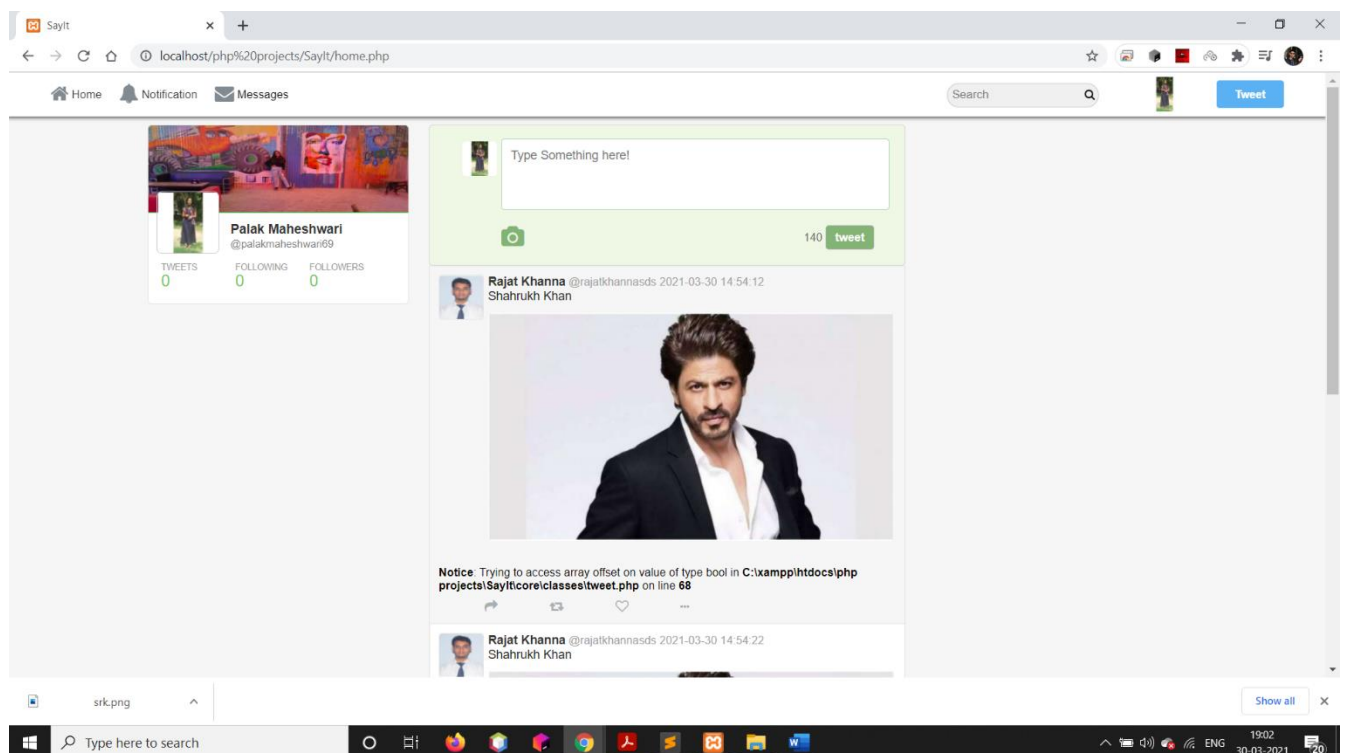 SayIt
localhost/php%20projects/SayIt/home.php
Home Notification Messages Search Tweet
Type Something here!
Palak Maheshwari
@palakmaheshwari69
TWEETS FOLLOWING FOLLOWERS
0 0 0
140 tweet
Rajat Khanna @rajatkhannasds 2021-03-30 14:54:12
Shahrukh Khan
Notice: Trying to access array offset on value of type bool in C:\xampp\htdocs\php
projects\SayIt\core\classes\tweet.php on line 68
Rajat Khanna @rajatkhannasds 2021-03-30 14:54:22
Shahrukh Khan
srk.png Show all
Type here to search
ENG
19:02
30-03-2021
20